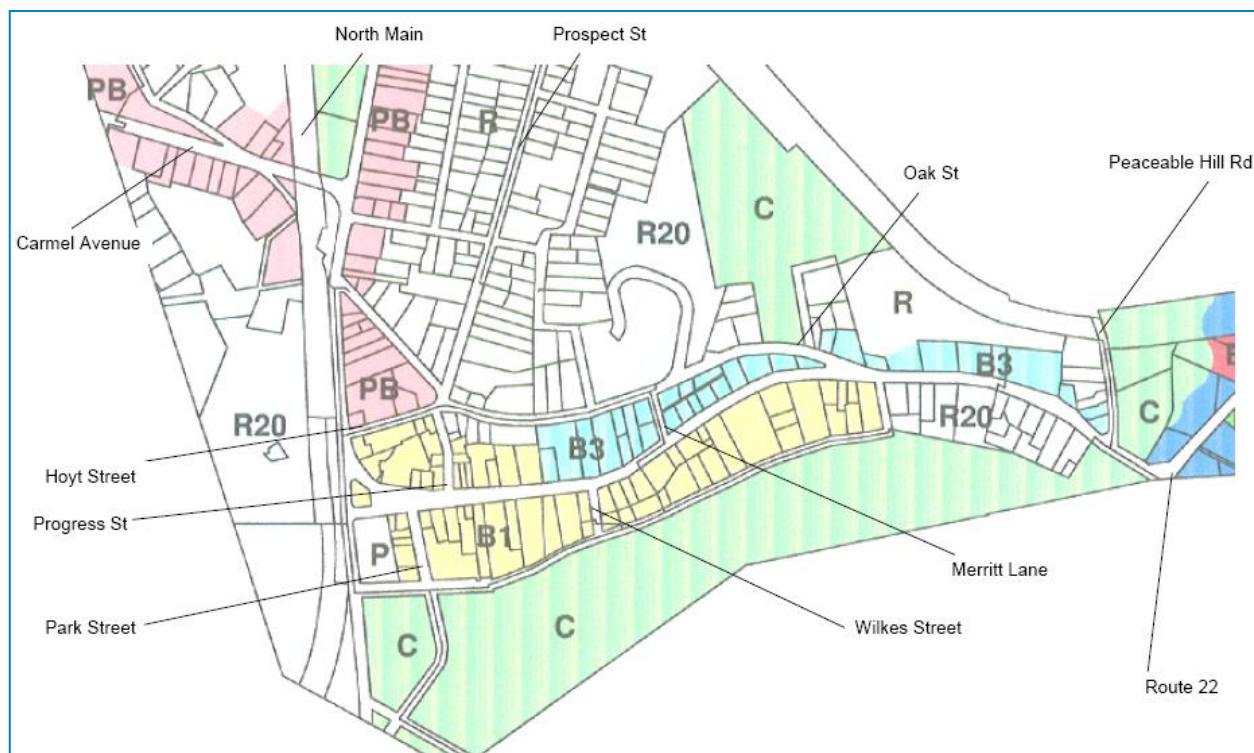 North Main
Prospect St
PB
PB
R
Peaceable Hill Rd
Oak St
C
R20
Carmel Avenue
R
B3
PB
C
R20
R20
B3
Hoyt Street
Progress St
B1
P
Merritt Lane
Park Street
C
C
Wilkes Street
Route 22